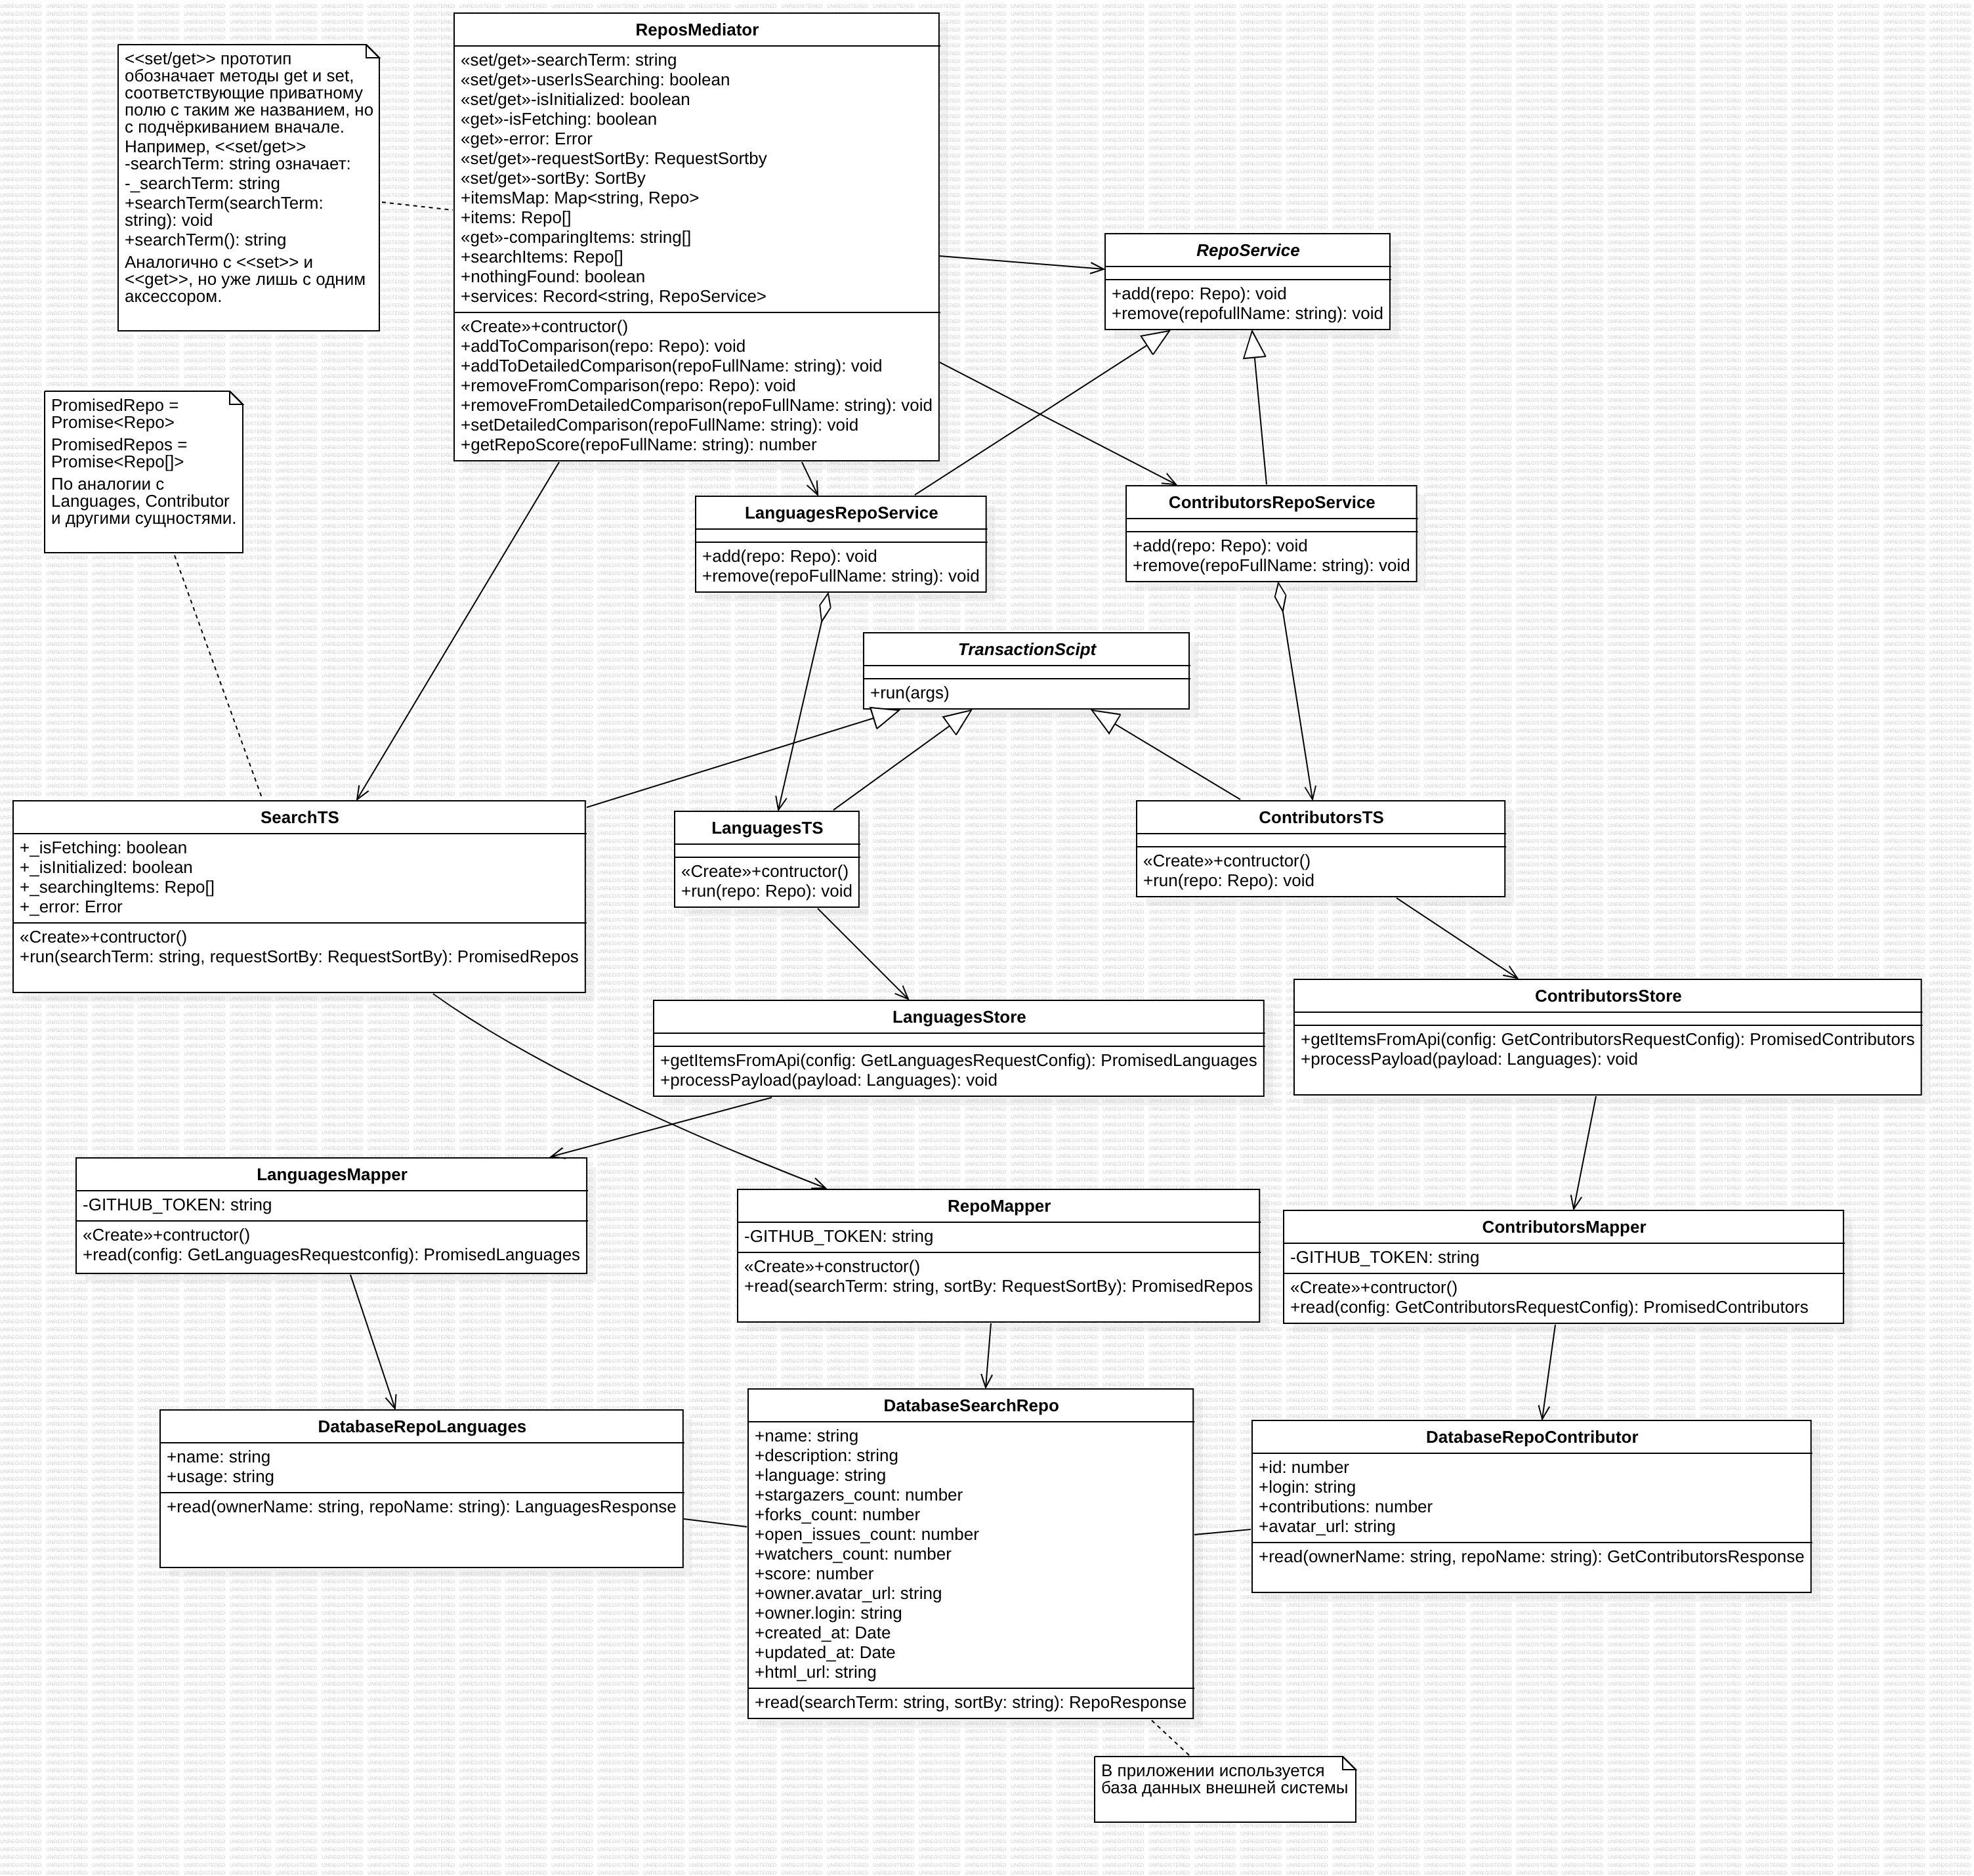 ReposMediator
«set/get»-searchTerm: string
«set/get»-userIsSearching: boolean
«set/get»-isInitialized: boolean
«get»-isFetching: boolean
«get»-error: Error
«set/get»-requestSortBy: RequestSortby
«set/get»-sortBy: SortBy
+itemsMap: Map<string, Repo>
+items: Repo[]
«get»-comparingItems: string[]
+searchItems: Repo[]
+nothingFound: boolean
+services: Record<string, RepoService>
«Create»+contructor()
+addToComparison(repo: Repo): void
+addToDetailedComparison(repoFullName: string): void
+removeFromComparison(repo: Repo): void
+removeFromDetailedComparison(repoFullName: string): void
+setDetailedComparison(repoFullName: string): void
+getRepoScore(repoFullName: string): number
<<set/get>> прототип
обозначает методы get и set,
соответствующие приватному
полю с таким же названием, но
с подчёркиванием вначале.
Например, <<set/get>>
-searchTerm: string означает:
-_searchTerm: string
+searchTerm(searchTerm:
string): void
+searchTerm(): string
Аналогично с <<set>> и
<<get>>, но уже лишь с одним
аксессором.
RepoService
+add(repo: Repo): void
+remove(repofullName: string): void
PromisedRepo =
Promise<Repo>
PromisedRepos =
Promise<Repo[]>
По аналогии с
Languages, Contributor
и другими сущностями.
LanguagesRepoService
+add(repo: Repo): void
+remove(repoFullName: string): void
ContributorsRepoService
+add(repo: Repo): void
+remove(repoFullName: string): void
TransactionScipt
+run(args)
SearchTS
+_isFetching: boolean
+_isInitialized: boolean
+_searchingItems: Repo[]
+_error: Error
«Create»+contructor()
+run(searchTerm: string, requestSortBy: RequestSortBy): PromisedRepos
LanguagesTS
«Create»+contructor()
+run(repo: Repo): void
ContributorsTS
«Create»+contructor()
+run(repo: Repo): void
LanguagesStore
+getItemsFromApi(config: GetLanguagesRequestConfig): PromisedLanguages
+processPayload(payload: Languages): void
ContributorsStore
+getItemsFromApi(config: GetContributorsRequestConfig): PromisedContributors
+processPayload(payload: Languages): void
LanguagesMapper
-GITHUB_TOKEN: string
«Create»+contructor()
+read(config: GetLanguagesRequestconfig): PromisedLanguages
RepoMapper
-GITHUB_TOKEN: string
«Create»+constructor()
+read(searchTerm: string, sortBy: RequestSortBy): PromisedRepos
ContributorsMapper
-GITHUB_TOKEN: string
«Create»+contructor()
+read(config: GetContributorsRequestConfig): PromisedContributors
DatabaseRepoLanguages
+name: string
+usage: string
+read(ownerName: string, repoName: string): LanguagesResponse
DatabaseSearchRepo
+name: string
+description: string
+language: string
+stargazers_count: number
+forks_count: number
+open_issues_count: number
+watchers_count: number
+score: number
+owner.avatar_url: string
+owner.login: string
+created_at: Date
+updated_at: Date
+html_url: string
+read(searchTerm: string, sortBy: string): RepoResponse
DatabaseRepoContributor
+id: number
+login: string
+contributions: number
+avatar_url: string
+read(ownerName: string, repoName: string): GetContributorsResponse
В приложении используется
база данных внешней системы